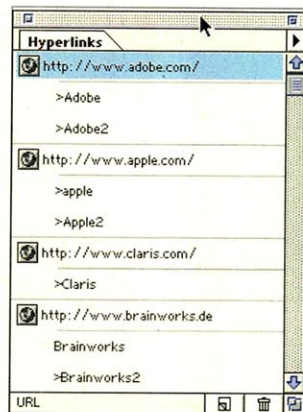 Hyperlinks
http://www.adobe.com/
>Adobe
>Adobe2
http://www.apple.com/
>apple
>Apple2
http://www.claris.com/
>Claris
http://www.brainworks.de
Brainworks
>Brainworks2
URL